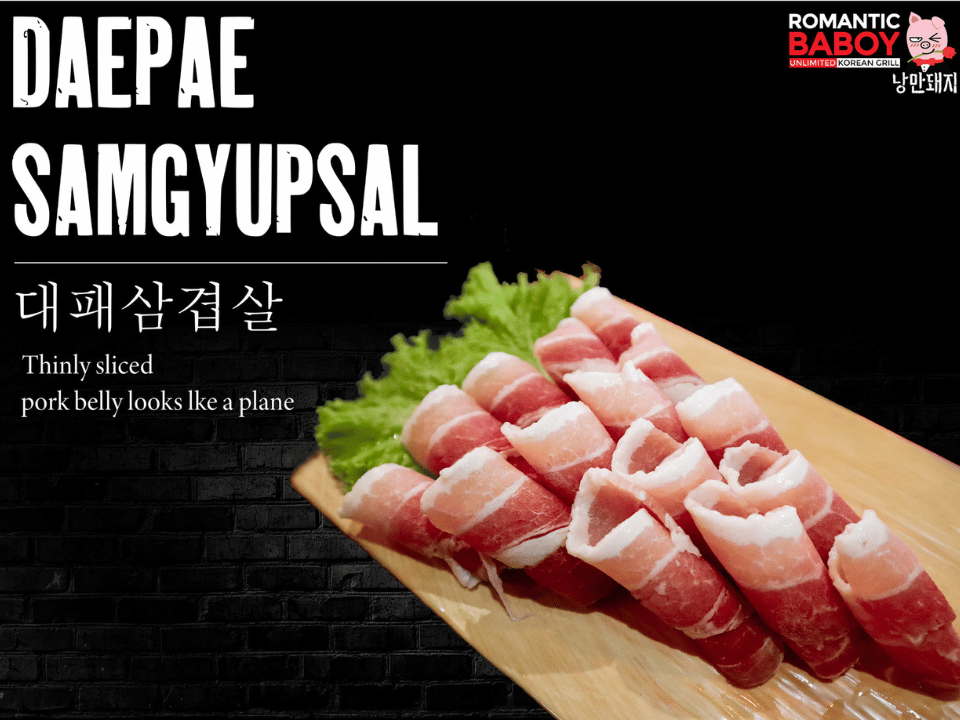 DAEPAE
SAMGYUPSAL
대패삼겹살
Thinly sliced
pork belly looks lke a plane
ROMANTIC
BABOY
UNLIMITED KOREAN GRILL
낭만돼지